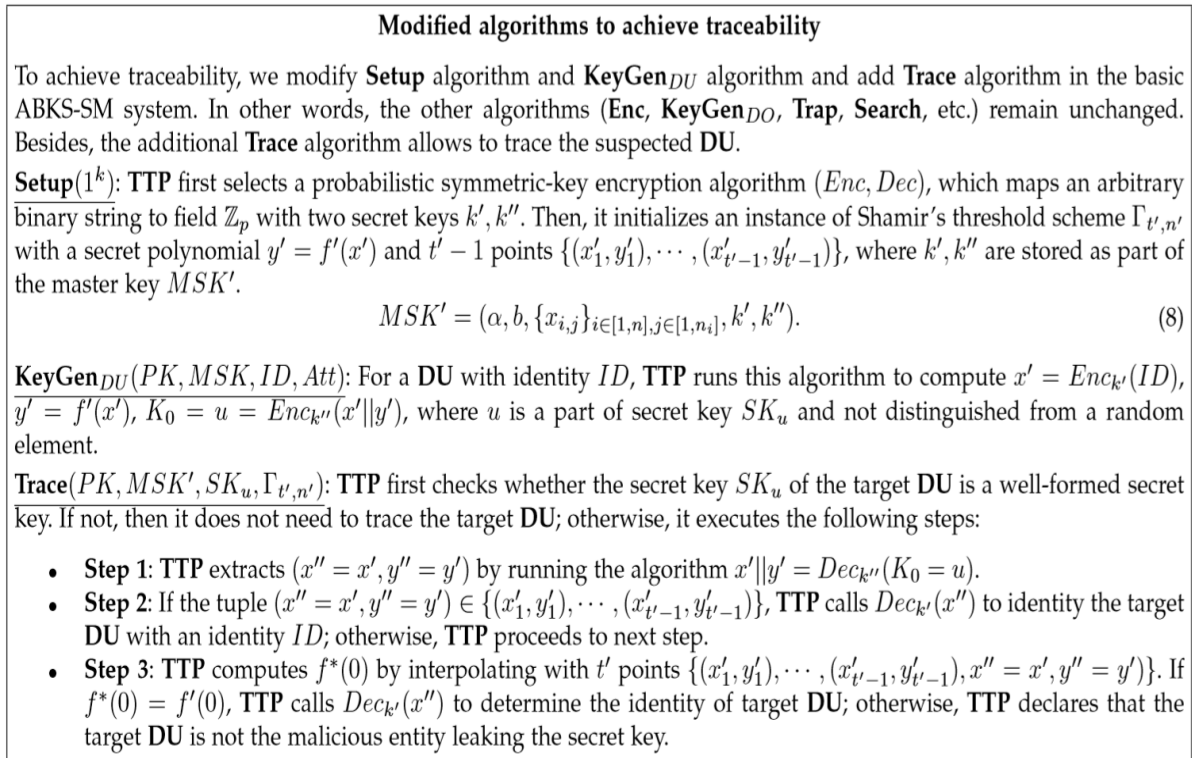 Modified algorithms to achieve traceability
To achieve traceability, we modify Setup algorithm and KeyGen_{DU} algorithm and add Trace algorithm in the basic
ABKS-SM system. In other words, the other algorithms (Enc, KeyGen_{DO}, Trap, Search, etc.) remain unchanged.
Besides, the additional Trace algorithm allows to trace the suspected DU.
Setup(1^k): TTP first selects a probabilistic symmetric-key encryption algorithm (Enc, Dec), which maps an arbitrary
binary string to field ℤ_p with two secret keys k', k''. Then, it initializes an instance of Shamir's threshold scheme Γ_{t',n'}
with a secret polynomial y' = f'(x') and t' − 1 points {(x'_1, y'_1), ⋯ , (x'_{t'−1}, y'_{t'−1})}, where k', k'' are stored as part of
the master key MSK'.
MSK' = (α, b, {x_{i,j}}_{i∈[1,n],j∈[1,n_i]}, k', k''). (8)
KeyGen_{DU}(PK, MSK, ID, Att): For a DU with identity ID, TTP runs this algorithm to compute x' = Enc_{k'}(ID),
y' = f'(x'), K_0 = u = Enc_{k''}(x'||y'), where u is a part of secret key SK_u and not distinguished from a random
element.
Trace(PK, MSK', SK_u, Γ_{t',n'}): TTP first checks whether the secret key SK_u of the target DU is a well-formed secret
key. If not, then it does not need to trace the target DU; otherwise, it executes the following steps:
• Step 1: TTP extracts (x'' = x', y'' = y') by running the algorithm x'||y' = Dec_{k''}(K_0 = u).
• Step 2: If the tuple (x'' = x', y'' = y') ∈ {(x'_1, y'_1), ⋯ , (x'_{t'−1}, y'_{t'−1})}, TTP calls Dec_{k'}(x'') to identity the target
DU with an identity ID; otherwise, TTP proceeds to next step.
• Step 3: TTP computes f*(0) by interpolating with t' points {(x'_1, y'_1), ⋯ , (x'_{t'−1}, y'_{t'−1}), x'' = x', y'' = y')}. If
f*(0) = f'(0), TTP calls Dec_{k'}(x'') to determine the identity of target DU; otherwise, TTP declares that the
target DU is not the malicious entity leaking the secret key.